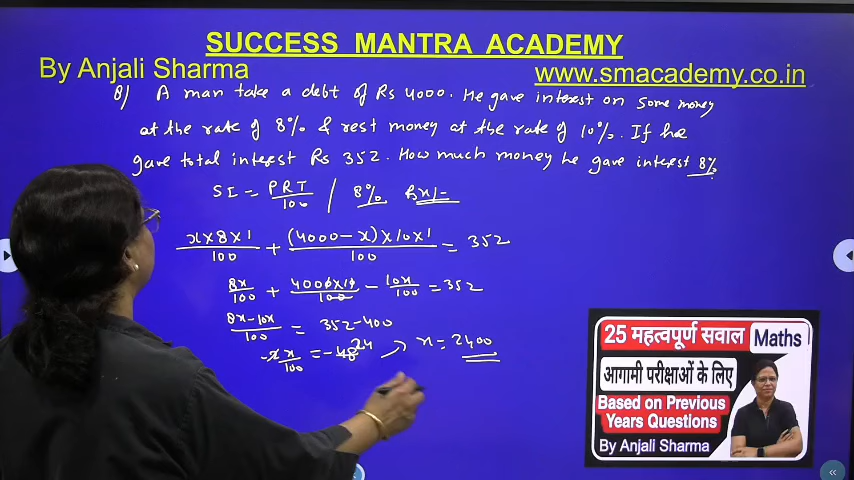 SUCCESS MANTRA ACADEMY
By Anjali Sharma
www.smacademy.co.in
Q) A man take a debt of Rs 4000. He gave interest on some money
at the rate of 8% & rest money at the rate of 10%. If he
gave total interest Rs 352. How much money he gave interest 8%
SI = PRT/100 / 8% Rs x/-
x×8×1/100 + (4000-x)×10×1/100 = 352
8x/100 + 4000×10/100 - 10x/100 = 352
8x-10x/100 = 352-400
-2x/100 = -48 24 → x = 2400
25 महत्वपूर्ण सवाल Maths
आगामी परीक्षाओं के लिए
Based on Previous
Years Questions
By Anjali Sharma